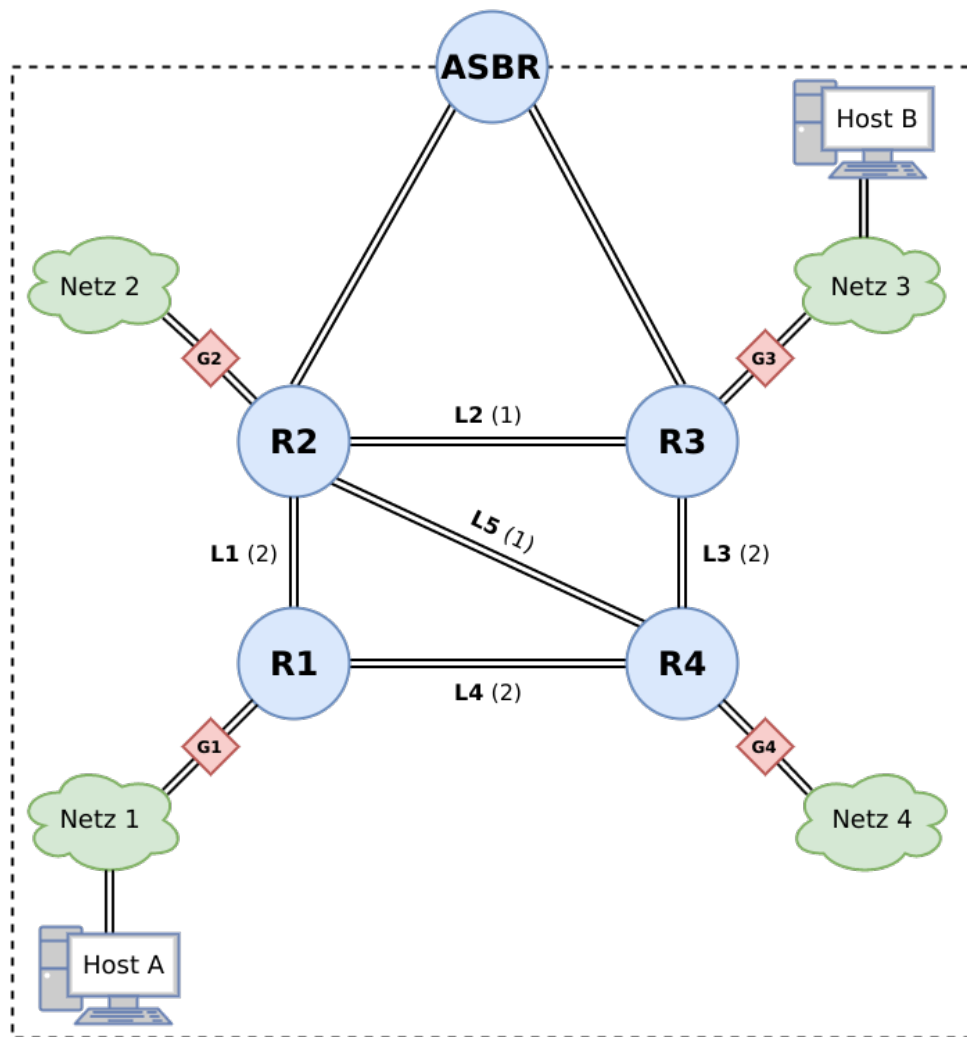 ASBR
Host B
Netz 2
Netz 3
G2
G3
L2 (1)
R2
R3
L5 (1)
L1 (2)
L3 (2)
R1
R4
L4 (2)
G1
G4
Netz 1
Netz 4
Host A